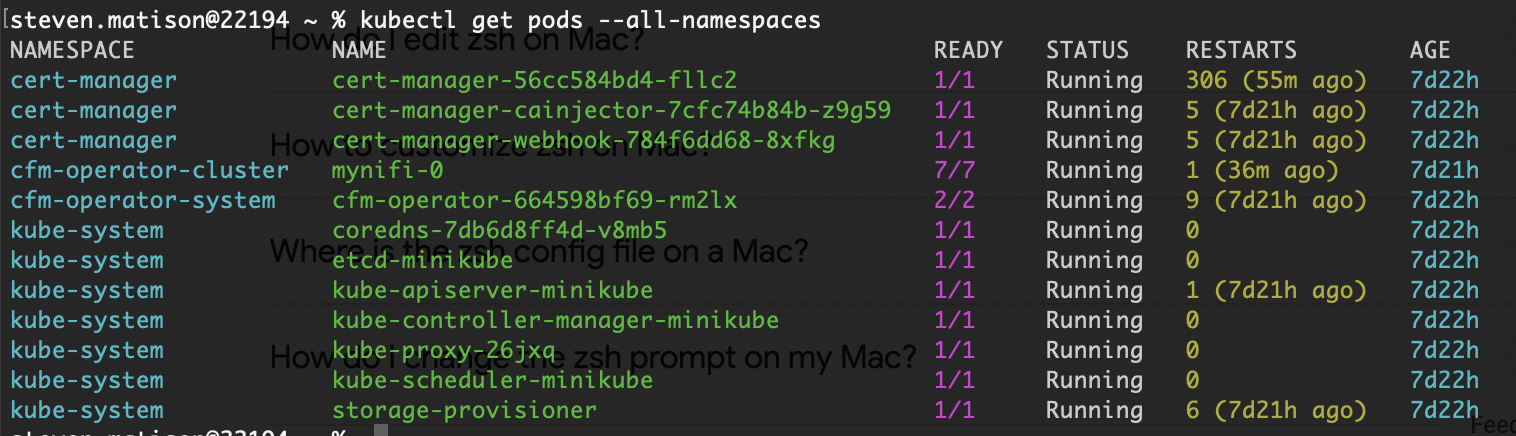 steven.matison@22194 ~ % kubectl get pods --all-namespaces
How do I edit zsh on Mac?
NAMESPACE NAME READY STATUS RESTARTS AGE
cert-manager cert-manager-56cc584bd4-fllc2 1/1 Running 306 (55m ago) 7d22h
cert-manager cert-manager-cainjector-7cfc74b84b-z9g59 1/1 Running 5 (7d21h ago) 7d22h
cert-manager cert-manager-webhook-784f6dd68-8xfkg 1/1 Running 5 (7d21h ago) 7d22h
How to customize zsh on Mac?
cfm-operator-cluster mynifi-0 7/7 Running 1 (36m ago) 7d21h
cfm-operator-system cfm-operator-664598bf69-rm2lx 2/2 Running 9 (7d21h ago) 7d22h
kube-system coredns-7db6d8ff4d-v8mb5 1/1 Running 0 7d22h
Where is the zsh config file on a Mac?
kube-system etcd-minikube 1/1 Running 0 7d22h
kube-system kube-apiserver-minikube 1/1 Running 1 (7d21h ago) 7d22h
kube-system kube-controller-manager-minikube 1/1 Running 0 7d22h
kube-system kube-proxy-26jxq 1/1 Running 0 7d22h
How do I change the zsh prompt on my Mac?
kube-system kube-scheduler-minikube 1/1 Running 0 7d22h
kube-system storage-provisioner 1/1 Running 6 (7d21h ago) 7d22h
Feed
steven.matison@22194 ~ %